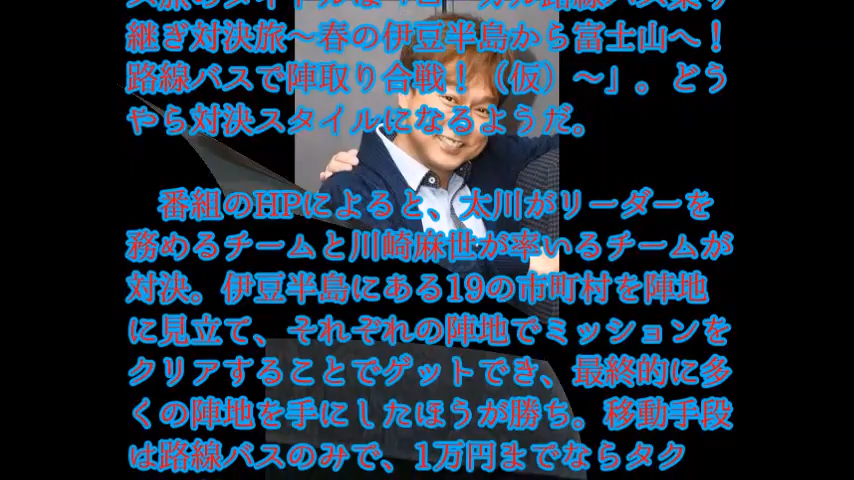 継ぎ対決旅～春の伊豆半島から富士山へ！
路線バスで陣取り合戦！（仮）～」。どう
やら対決スタイルになるようだ。
番組のHPによると、太川がリーダーを
務めるチームと川崎麻世が率いるチームが
対決。伊豆半島にある19の市町村を陣地
に見立て、それぞれの陣地でミッションを
クリアすることでゲットでき、最終的に多
くの陣地を手にしたほうが勝ち。移動手段
は路線バスのみで、1万円までならタク